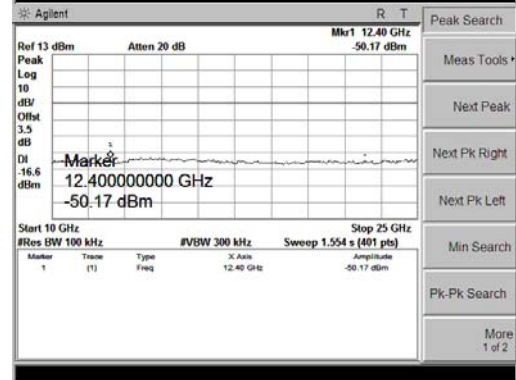 Agilent
R T
Peak Search
Mkr1 12.40 GHz
Ref 13 dBm Atten 20 dB -50.17 dBm
Peak
Log
10
dB/
Offst
3.5
dB
DI
-16.6
dBm
1
Marker
12.400000000 GHz
-50.17 dBm
Start 10 GHz Stop 25 GHz
#Res BW 100 kHz #VBW 300 kHz Sweep 1.554 s (401 pts)
Marker Trace Type X Axis Amplitude
1 (1) Freq 12.40 GHz -50.17 dBm
Meas Tools
Next Peak
Next Pk Right
Next Pk Left
Min Search
Pk-Pk Search
More
1 of 2